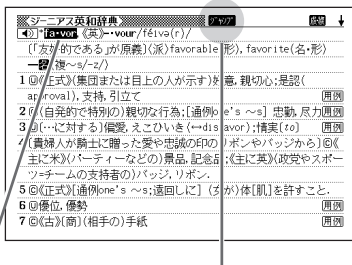 ※ジーニアス英和辞典※ ｼﾞｬﾝﾌﾟ 成修 ↓
*fa·vor,《英》--·vour/féivə(r)/
(「友好的である」が原義)(派)favorable(形), favorite(名・形)
複~s/-z/)
1 Ⓤ《正式》(集団または目上の人が示す)好意, 親切心;是認(
approval), 支持, 引立て 用例
2 Ⓒ(自発的で特別の)親切な行為;[通例one's ~s] 忠勤, 尽力 用例
3 Ⓤ[…に対する]偏愛, えこひいき(↔disfavor);情実[to] 用例
4 (貴婦人が騎士に贈った愛や忠誠の印のリボンやバッジから)Ⓒ《
主に米》(パーティーなどの)景品, 記念品;《主に英》(政党やスポー
ツ=チームの支持者の)バッジ, リボン.
5 Ⓒ《正式》[通例one's ~s;遠回しに] (女が)体[肌]を許すこと.
6 Ⓤ優位, 優勢 用例
7 Ⓒ《古》(商)(相手の)手紙 用例